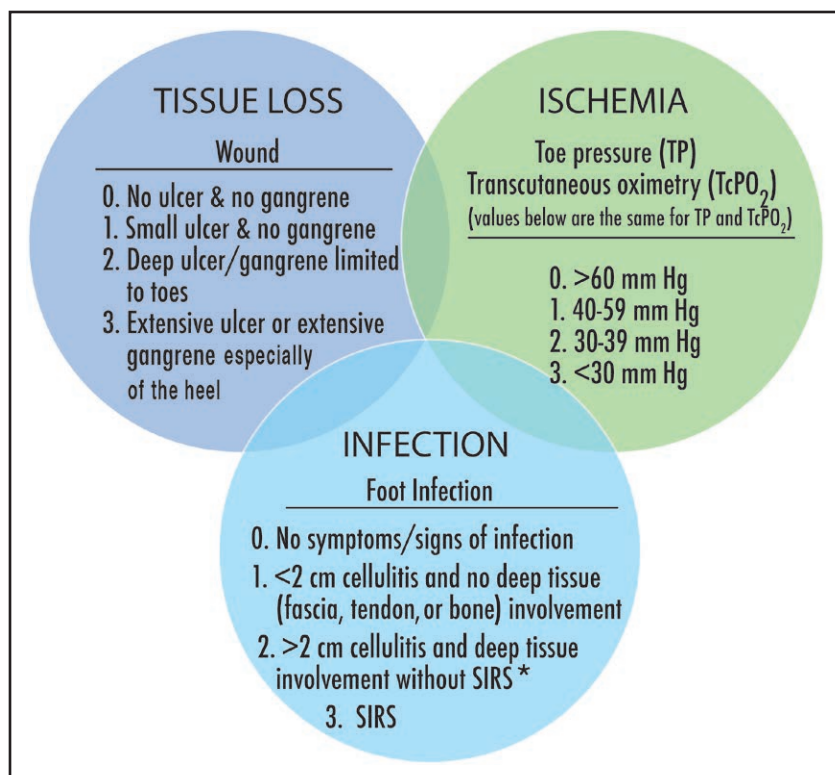 TISSUE LOSS
Wound
0. No ulcer & no gangrene
1. Small ulcer & no gangrene
2. Deep ulcer/gangrene limited
to toes
3. Extensive ulcer or extensive
gangrene especially
of the heel
ISCHEMIA
Toe pressure (TP)
Transcutaneous oximetry (TcPO₂)
(values below are the same for TP and TcPO₂)
0. >60 mm Hg
1. 40-59 mm Hg
2. 30-39 mm Hg
3. <30 mm Hg
INFECTION
Foot Infection
0. No symptoms/signs of infection
1. <2 cm cellulitis and no deep tissue
(fascia, tendon, or bone) involvement
2. >2 cm cellulitis and deep tissue
involvement without SIRS *
3. SIRS